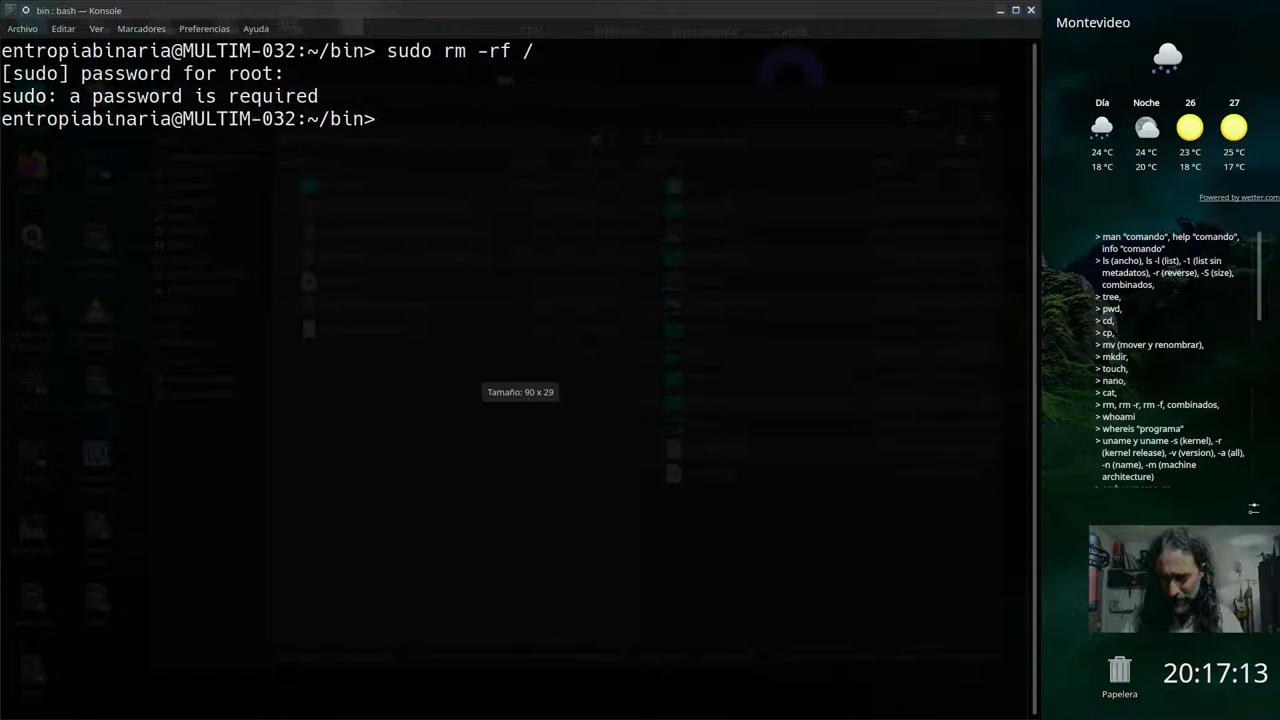 bin : bash — Konsole
Archivo Editar Ver Marcadores Preferencias Ayuda
entropiabinaria@MULTIM-032:~/bin> sudo rm -rf /
[sudo] password for root:
sudo: a password is required
entropiabinaria@MULTIM-032:~/bin>
Tamaño: 90 x 29
Montevideo
Día Noche 26 27
24 °C 24 °C 23 °C 25 °C
18 °C 20 °C 18 °C 17 °C
Powered by wetter.com
> man "comando", help "comando",
info "comando"
> ls (ancho), ls -l (list), -1 (list sin
metadatos), -r (reverse), -S (size),
combinados,
> tree,
> pwd,
> cd,
> cp,
> mv (mover y renombrar),
> mkdir,
> touch,
> nano,
> cat,
> rm, rm -r, rm -f, combinados,
> whoami
> whereis "programa"
> uname y uname -s (kernel), -r
(kernel release), -v (version), -a (all),
-n (name), -m (machine
architecture)
Papelera
20:17:13